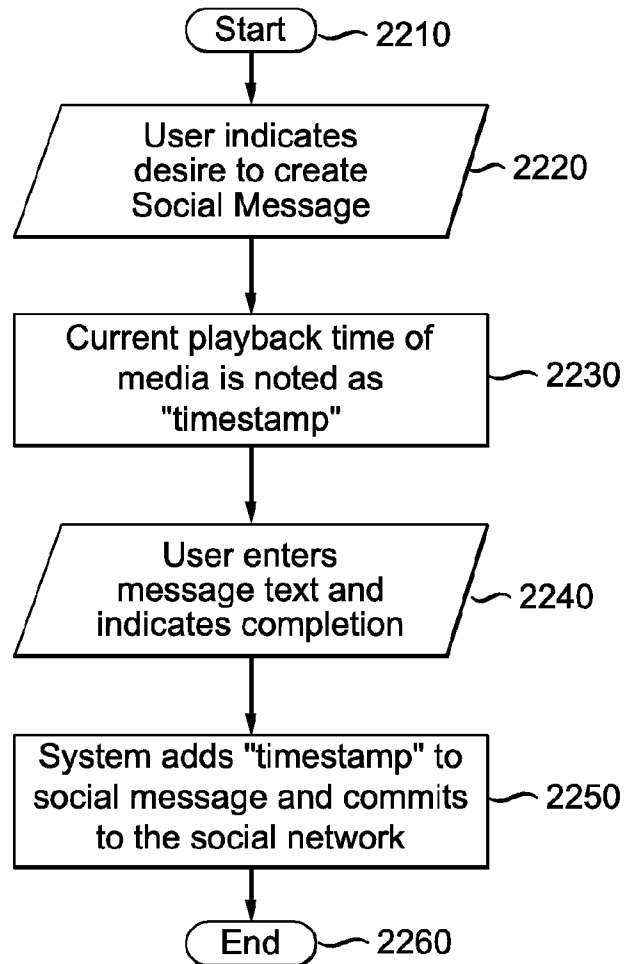 Start
2210
User indicates
desire to create
Social Message
2220
Current playback time of
media is noted as
"timestamp"
2230
User enters
message text and
indicates completion
2240
System adds "timestamp" to
social message and commits
to the social network
2250
End
2260